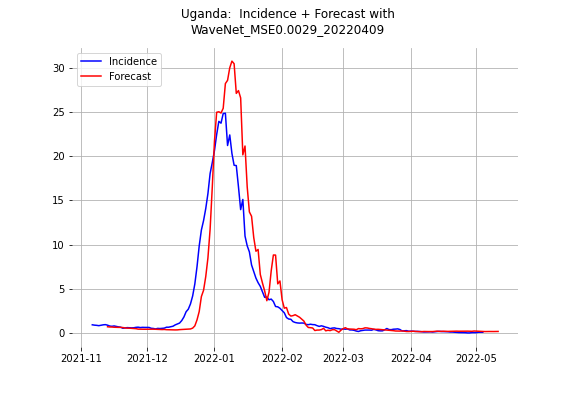 Uganda:  Incidence + Forecast with
WaveNet_MSE0.0029_20220409
Incidence
Forecast
30
25
20
15
10
5
0
2021-11 2021-12 2022-01 2022-02 2022-03 2022-04 2022-05